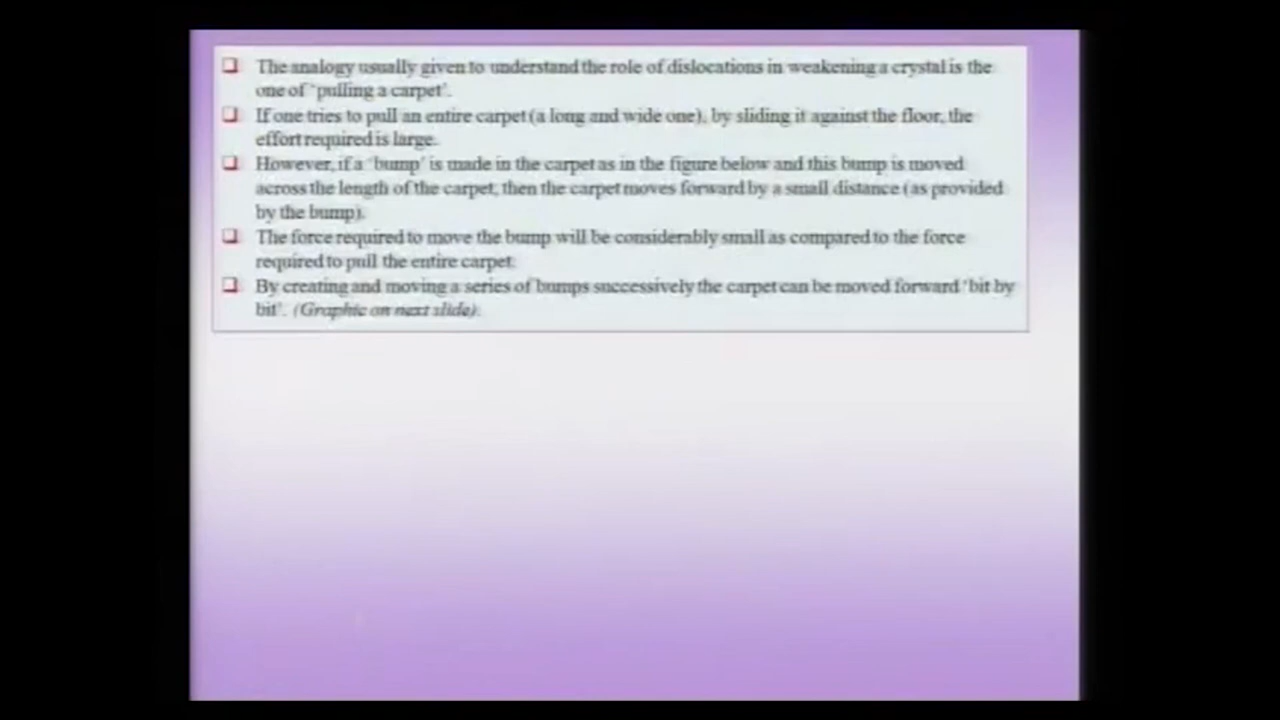 The analogy usually given to understand the role of dislocations in weakening a crystal is the
one of ‘pulling a carpet’.
If one tries to pull an entire carpet (a long and wide one), by sliding it against the floor, the
effort required is large.
However, if a ‘bump’ is made in the carpet as in the figure below and this bump is moved
across the length of the carpet, then the carpet moves forward by a small distance (as provided
by the bump).
The force required to move the bump will be considerably small as compared to the force
required to pull the entire carpet.
By creating and moving a series of bumps successively the carpet can be moved forward ‘bit by
bit’. (Graphic on next slide).